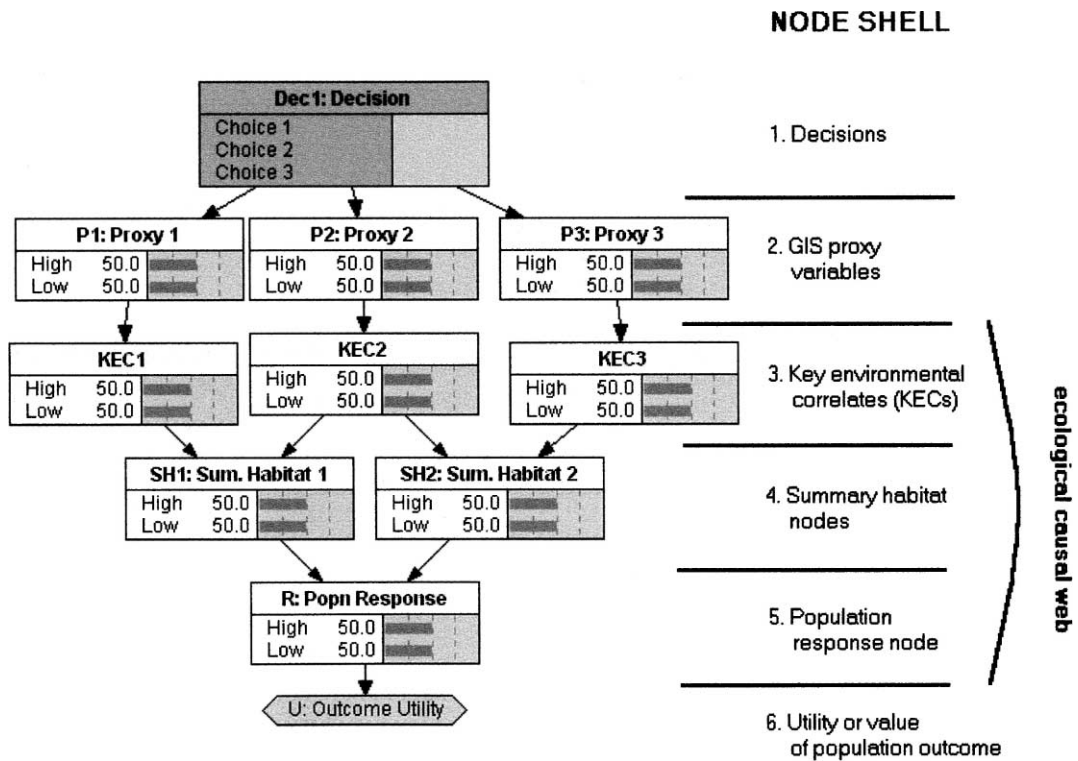 NODE SHELL
Dec1: Decision
Choice 1
Choice 2
Choice 3
1. Decisions
P1: Proxy 1
High 50.0
Low 50.0
P2: Proxy 2
High 50.0
Low 50.0
P3: Proxy 3
High 50.0
Low 50.0
2. GIS proxy
variables
KEC1
High 50.0
Low 50.0
KEC2
High 50.0
Low 50.0
KEC3
High 50.0
Low 50.0
3. Key environmental
correlates (KECs)
SH1: Sum. Habitat 1
High 50.0
Low 50.0
SH2: Sum. Habitat 2
High 50.0
Low 50.0
4. Summary habitat
nodes
R: Popn Response
High 50.0
Low 50.0
5. Population
response node
U: Outcome Utility
6. Utility or value
of population outcome
ecological causal web